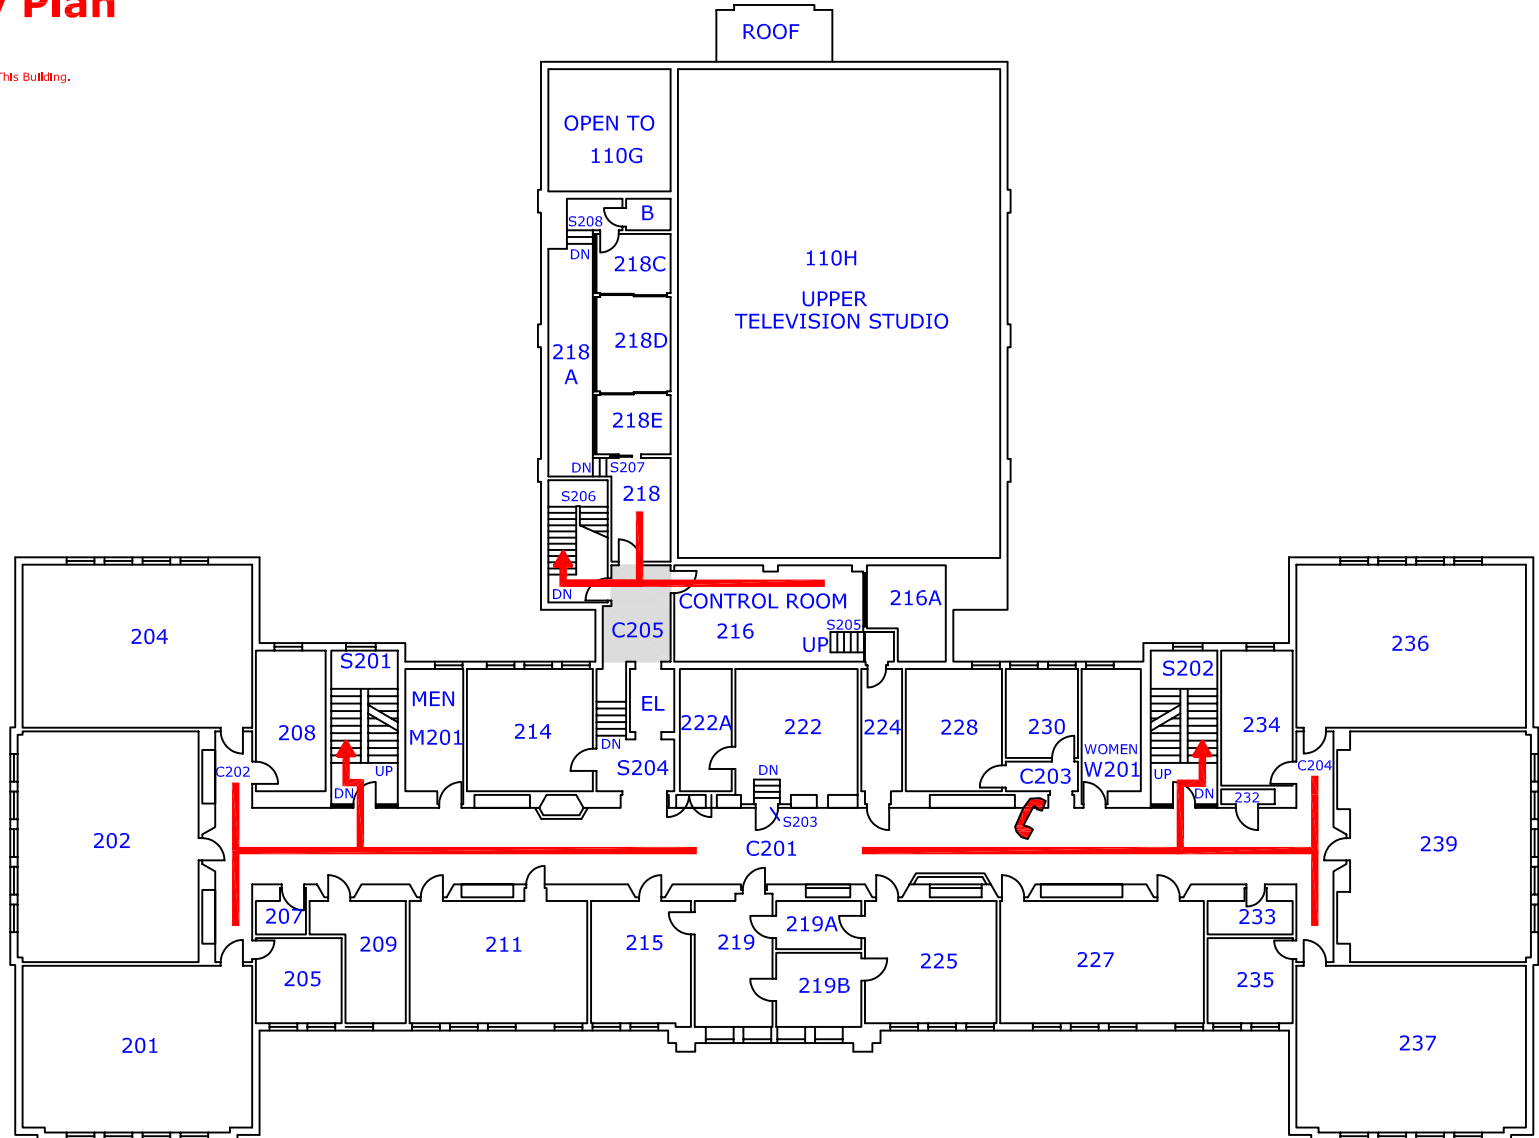 Plan
This Building.
ROOF
OPEN TO
110G
S208
B
DN
218C
110H
UPPER
TELEVISION STUDIO
218D
218
A
218E
DN
S207
S206
218
DN
CONTROL ROOM
216
216A
S205
UP
C205
204
236
S201
S202
MEN
M201
208
214
EL
222A
222
224
228
230
WOMEN
W201
234
C202
UP
DN
DN
S204
DN
C203
UP
DN
C204
232
S203
C201
202
239
207
209
211
215
219
219A
219B
225
227
233
205
235
201
237